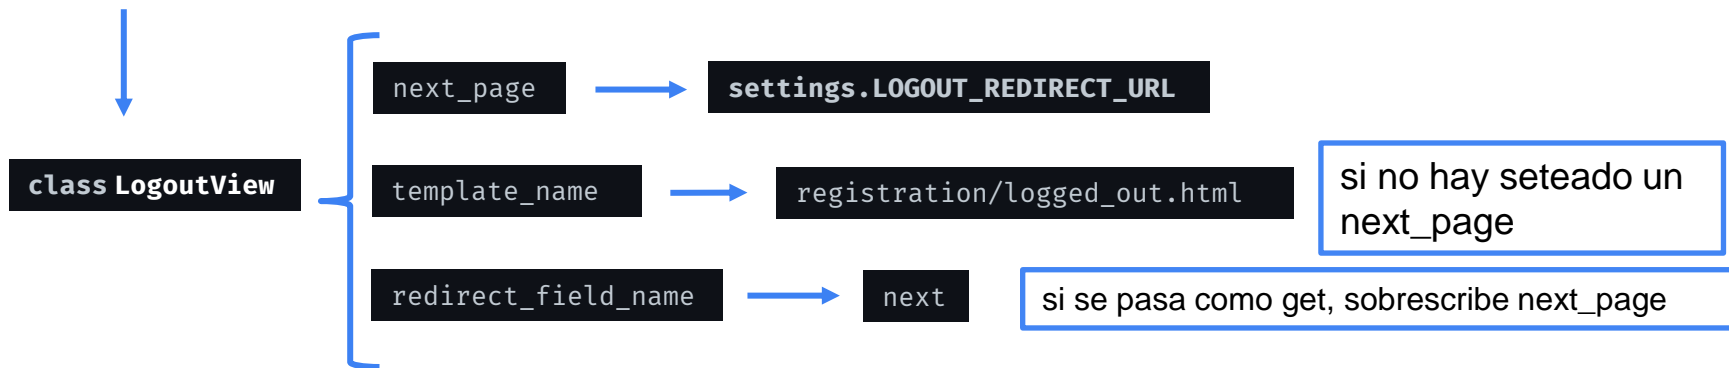 next_page
settings.LOGOUT_REDIRECT_URL
class LogoutView
template_name
registration/logged_out.html
si no hay seteado un
next_page
redirect_field_name
next
si se pasa como get, sobrescribe next_page